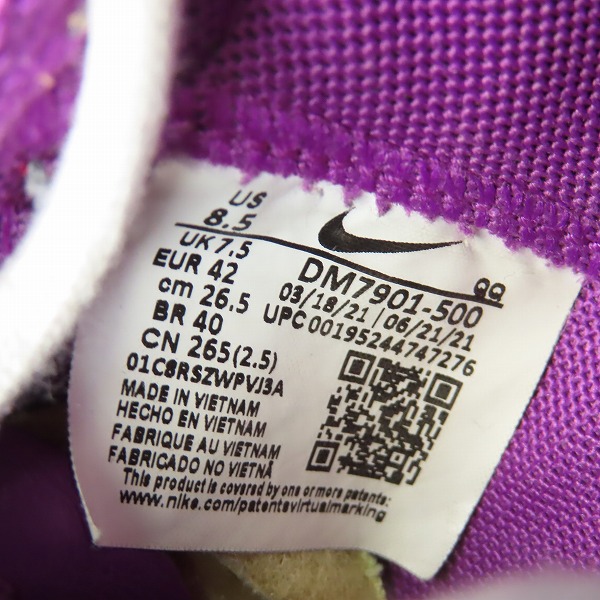 US
8.5
UK 7.5
EUR 42
cm 26.5
BR 40
CN 265(2.5)
01C8RSZWPVJ3A
QQ
DM7901-500
03/18/21 | 06/21/21
UPC 00195244747276
MADE IN VIETNAM
HECHO EN VIETNAM
FABRIQUE AU VIETNAM
FABRICADO NO VIETNÃ
This product is covered by one or more patents:
www.nike.com/patentsvirtualmarking